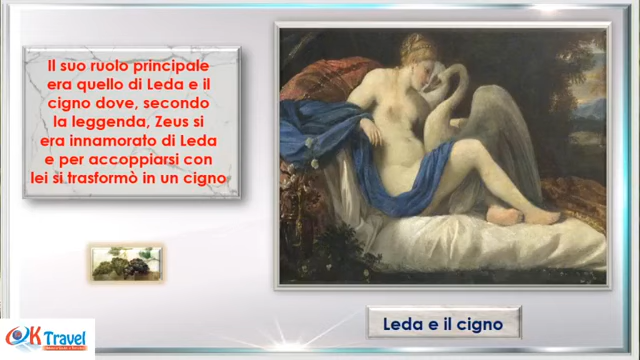 Il suo ruolo principale
era quello di Leda e il
cigno dove, secondo
la leggenda, Zeus si
era innamorato di Leda
e per accoppiarsi con
lei si trasformò in un cigno
Leda e il cigno
OK Travel